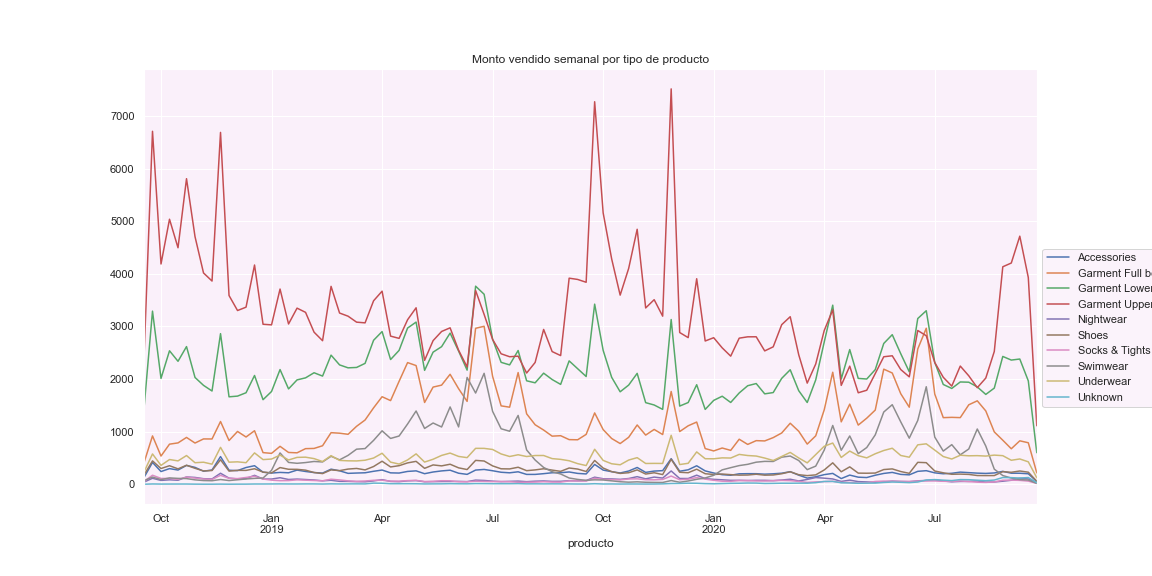 Monto vendido semanal por tipo de producto
7000
6000
5000
4000
3000
2000
1000
0
Oct
Jan
2019
Apr
Jul
Oct
Jan
2020
Apr
Jul
producto
Accessories
Garment Full b
Garment Lower
Garment Upper
Nightwear
Shoes
Socks & Tights
Swimwear
Underwear
Unknown